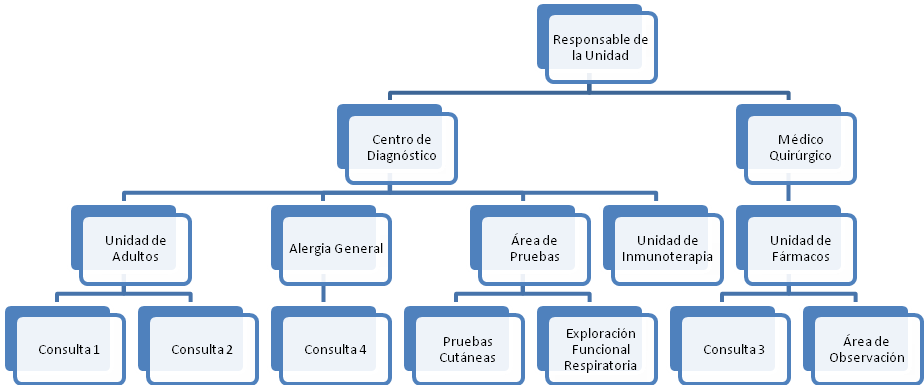 Responsable de
la Unidad
Centro de
Diagnóstico
Médico
Quirúrgico
Unidad de
Adultos
Alergia General
Área de
Pruebas
Unidad de
Inmunoterapia
Unidad de
Fármacos
Consulta 1
Consulta 2
Consulta 4
Pruebas
Cutáneas
Exploración
Funcional
Respiratoria
Consulta 3
Área de
Observación